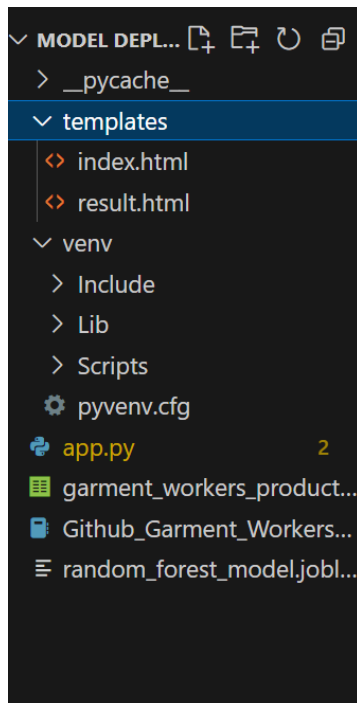 MODEL DEPL...
__pycache__
templates
index.html
result.html
venv
Include
Lib
Scripts
pyvenv.cfg
app.py 2
garment_workers_product...
Github_Garment_Workers...
random_forest_model.jobl...